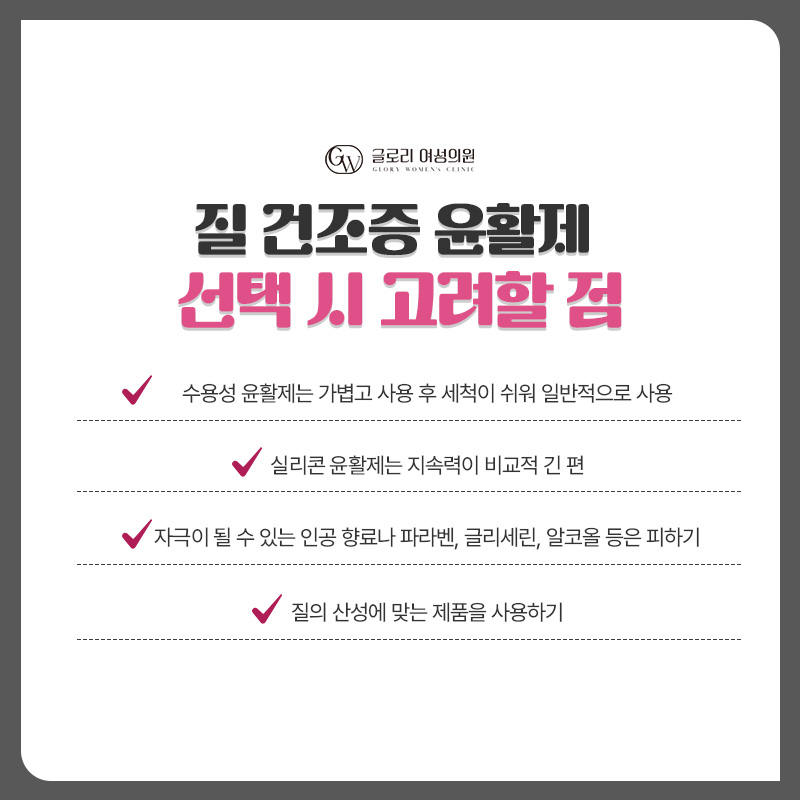 GW 글로리 여성의원
GLORY WOMEN'S CLINIC
질 건조증 윤활제
선택 시 고려할 점
수용성 윤활제는 가볍고 사용 후 세척이 쉬워 일반적으로 사용
실리콘 윤활제는 지속력이 비교적 긴 편
자극이 될 수 있는 인공 향료나 파라벤, 글리세린, 알코올 등은 피하기
질의 산성에 맞는 제품을 사용하기